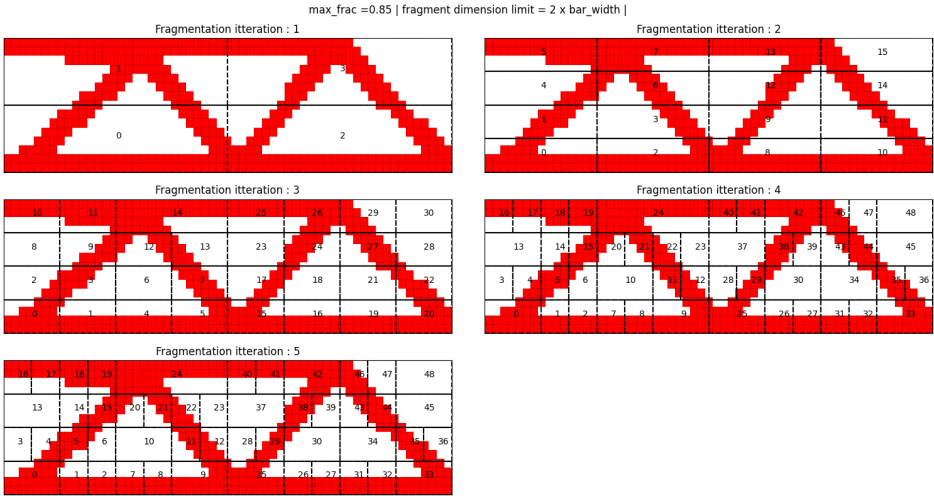 max_frac =0.85 | fragment dimension limit = 2 x bar_width |
Fragmentation itteration : 1
1 3
0 2
Fragmentation itteration : 2
5 7 13 15
4 6 12 14
1 3 9 11
0 2 8 10
Fragmentation itteration : 3
10 11 14 25 26 29 30
8 9 12 13 23 24 27 28
2 3 6 7 17 18 21 22
0 1 4 5 15 16 19 20
Fragmentation itteration : 4
16 17 18 19 24 40 41 42 46 47 48
13 14 15 20 21 22 23 37 38 39 43 44 45
3 4 5 6 10 11 12 28 29 30 34 35 36
0 1 2 7 8 9 25 26 27 31 32 33
Fragmentation itteration : 5
16 17 18 19 24 40 41 42 46 47 48
13 14 15 20 21 22 23 37 38 39 43 44 45
3 4 5 6 10 11 12 28 29 30 34 35 36
0 1 2 7 8 9 25 26 27 31 32 33